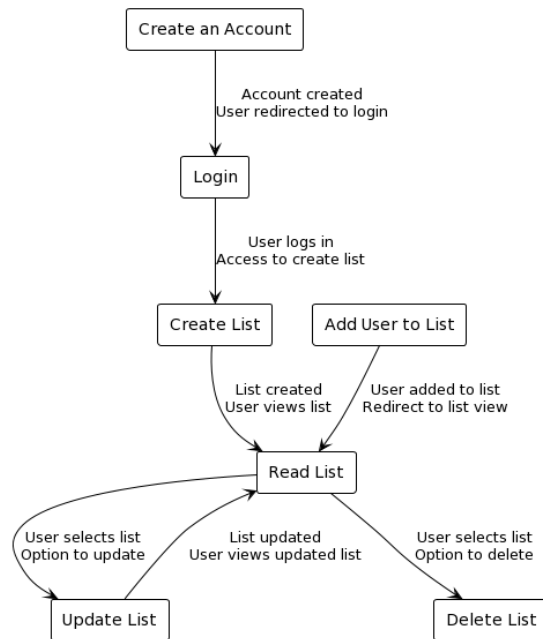 Create an Account
Account created
User redirected to login
Login
User logs in
Access to create list
Create List
Add User to List
List created
User views list
User added to list
Redirect to list view
Read List
User selects list
Option to update
List updated
User views updated list
User selects list
Option to delete
Update List
Delete List